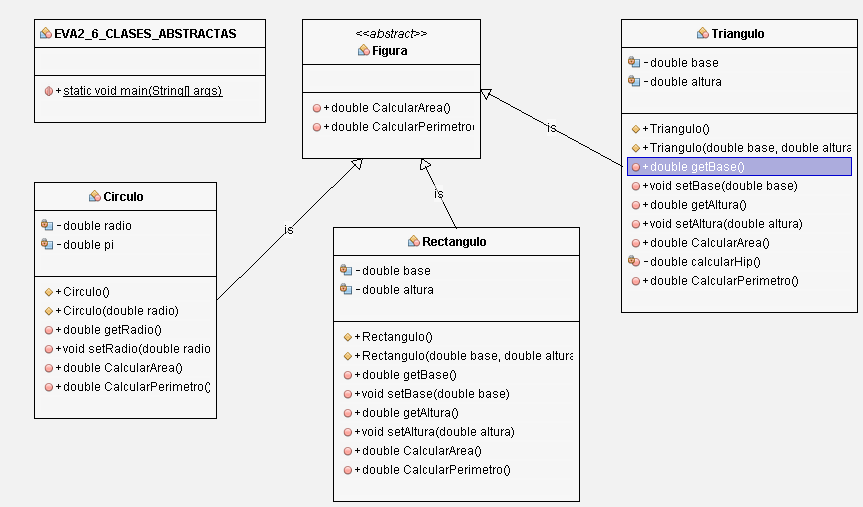 EVA2_6_CLASES_ABSTRACTAS
+static void main(String[] args)
<<abstract>>
Figura
+double CalcularArea()
+double CalcularPerimetro(
is
is
is
Triangulo
-double base
-double altura
+Triangulo()
+Triangulo(double base, double altura
+double getBase()
+void setBase(double base)
+double getAltura()
+void setAltura(double altura)
+double CalcularArea()
-double calcularHip()
+double CalcularPerimetro()
Circulo
-double radio
-double pi
+Circulo()
+Circulo(double radio)
+double getRadio()
+void setRadio(double radio
+double CalcularArea()
+double CalcularPerimetro()
Rectangulo
-double base
-double altura
+Rectangulo()
+Rectangulo(double base, double altura
+double getBase()
+void setBase(double base)
+double getAltura()
+void setAltura(double altura)
+double CalcularArea()
+double CalcularPerimetro()